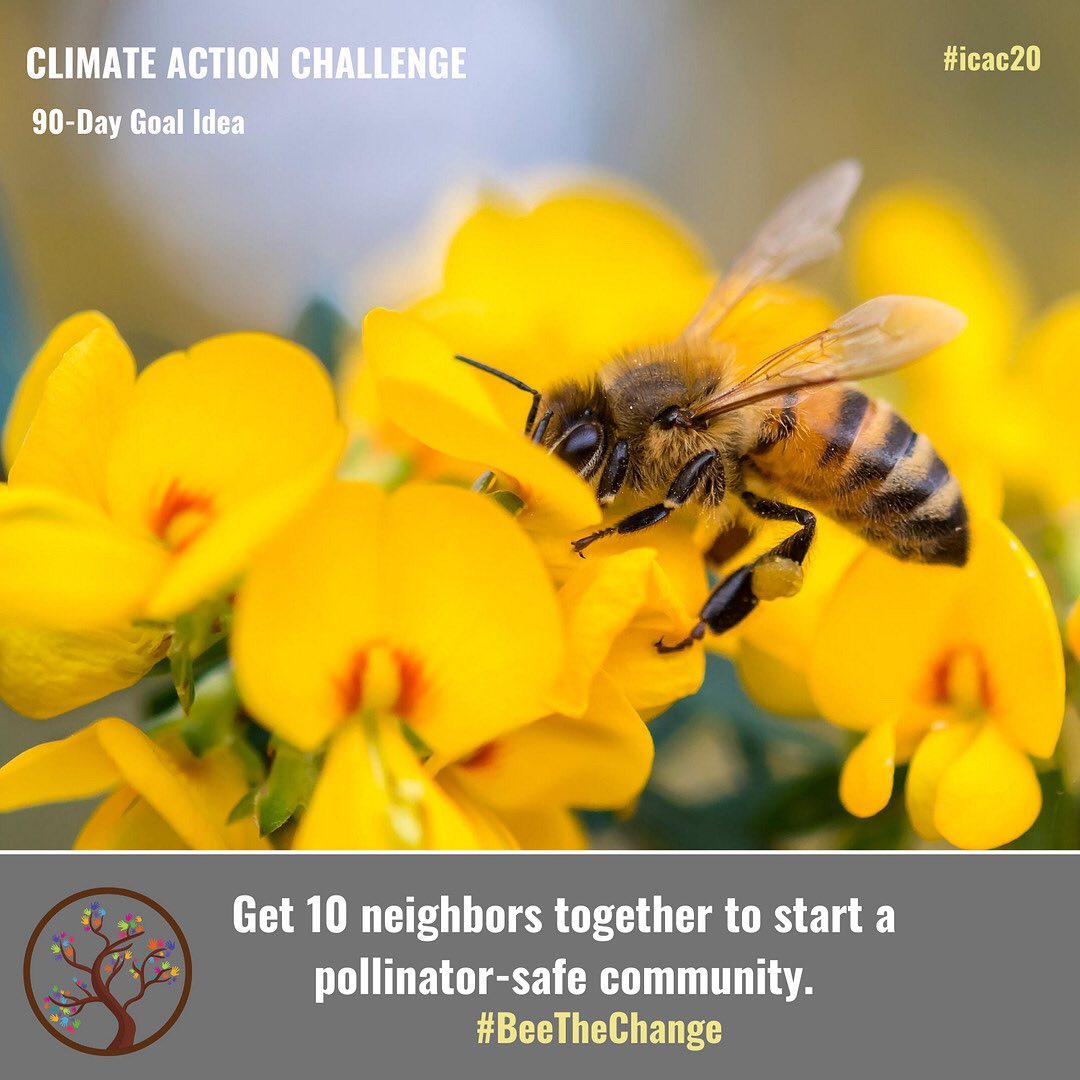 CLIMATE ACTION CHALLENGE
#icac20
90-Day Goal Idea
Get 10 neighbors together to start a
pollinator-safe community.
#BeeTheChange